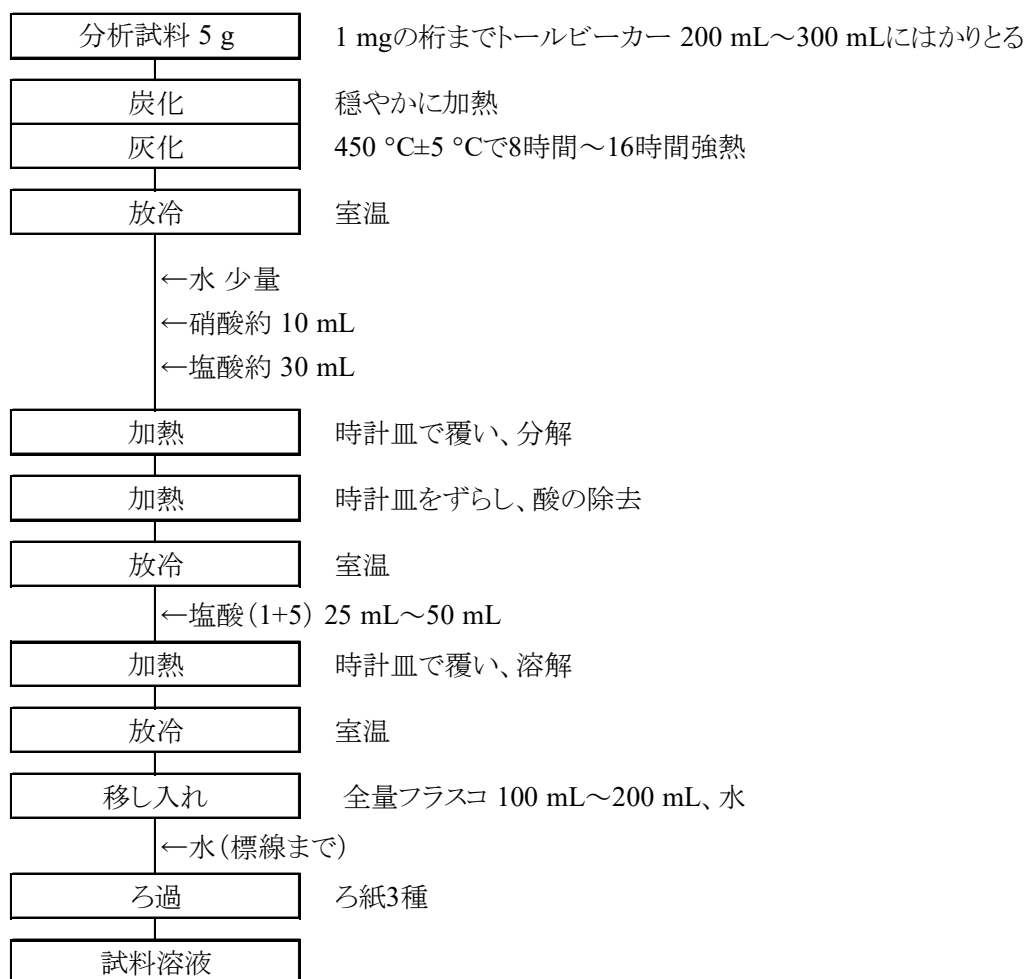 分析試料 5 g 1 mgの桁までトールビーカー 200 mL～300 mLにはかりとる
炭化 穏やかに加熱
灰化 450 °C±5 °Cで8時間～16時間強熱
放冷 室温
←水 少量
←硝酸約 10 mL
←塩酸約 30 mL
加熱 時計皿で覆い、分解
加熱 時計皿をずらし、酸の除去
放冷 室温
←塩酸（1+5） 25 mL～50 mL
加熱 時計皿で覆い、溶解
放冷 室温
移し入れ 全量フラスコ 100 mL～200 mL、水
←水（標線まで）
ろ過 ろ紙3種
試料溶液